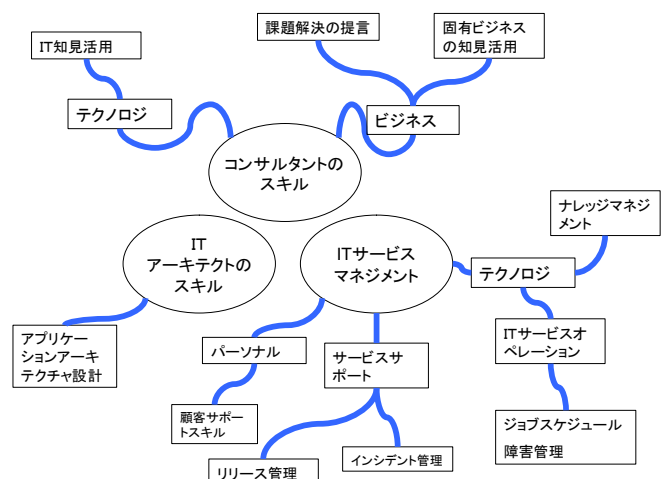 課題解決の提言
固有ビジネス
の知見活用
IT知見活用
テクノロジ
ビジネス
コンサルタントの
スキル
ナレッジマネジ
メント
IT
アーキテクトの
スキル
ITサービス
マネジメント
テクノロジ
アプリケー
ションアーキ
テクチャ設計
パーソナル
サービスサ
ポート
ITサービスオ
ペレーション
顧客サポー
トスキル
ジョブスケジュール
障害管理
リリース管理
インシデント管理